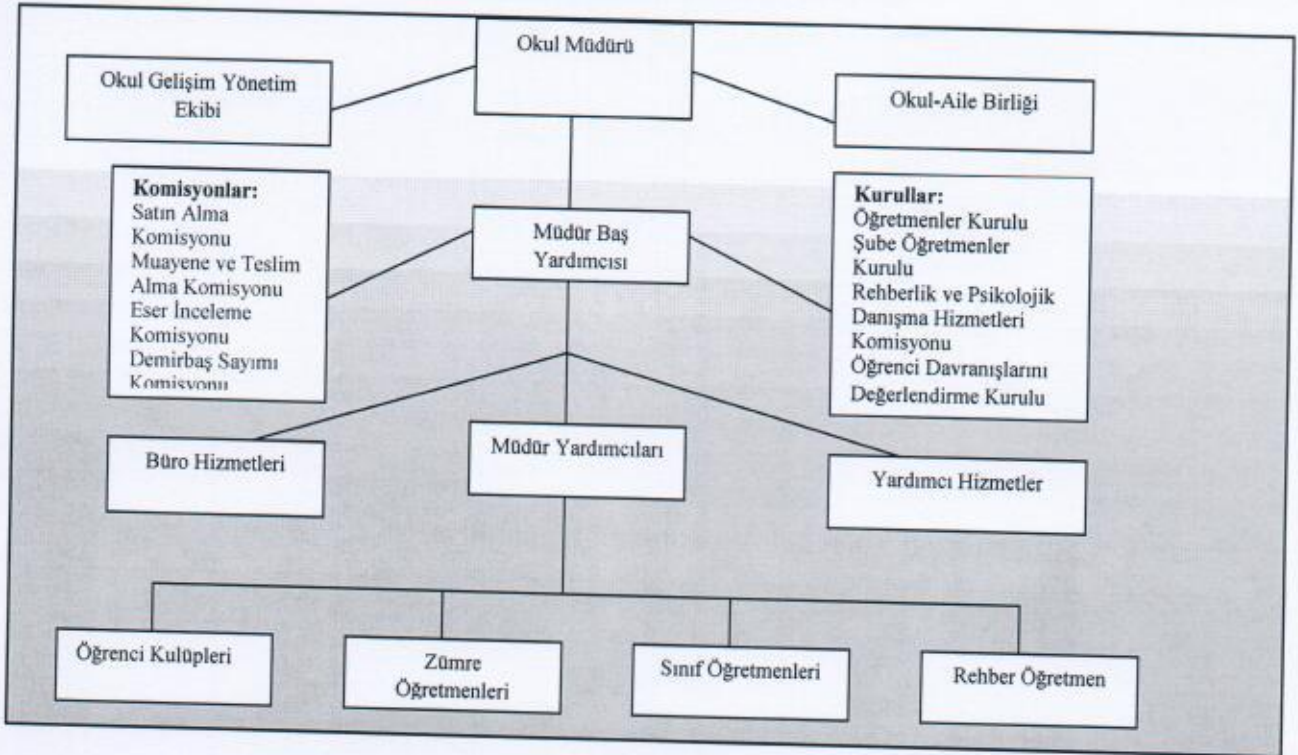 Okul Müdürü
Okul Gelişim Yönetim
Ekibi
Okul-Aile Birliği
Komisyonlar:
Satın Alma
Komisyonu
Muayene ve Teslim
Alma Komisyonu
Eser İnceleme
Komisyonu
Demirbaş Sayımı
Komisyonu
Müdür Baş
Yardımcısı
Kurullar:
Öğretmenler Kurulu
Şube Öğretmenler
Kurulu
Rehberlik ve Psikolojik
Danışma Hizmetleri
Komisyonu
Öğrenci Davranışlarını
Değerlendirme Kurulu
Büro Hizmetleri
Müdür Yardımcıları
Yardımcı Hizmetler
Öğrenci Kulüpleri
Zümre
Öğretmenleri
Sınıf Öğretmenleri
Rehber Öğretmen